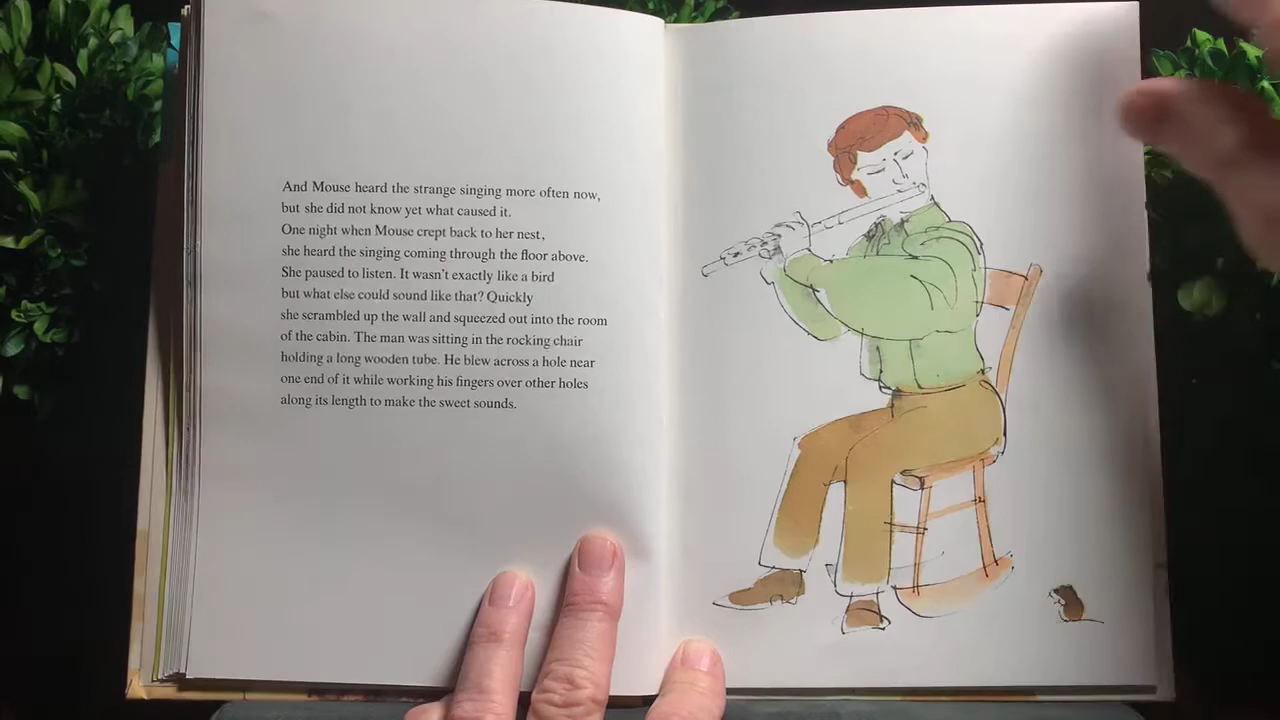 And Mouse heard the strange singing more often now,
but she did not know yet what caused it.
One night when Mouse crept back to her nest,
she heard the singing coming through the floor above.
She paused to listen. It wasn't exactly like a bird
but what else could sound like that? Quickly
she scrambled up the wall and squeezed out into the room
of the cabin. The man was sitting in the rocking chair
holding a long wooden tube. He blew across a hole near
one end of it while working his fingers over other holes
along its length to make the sweet sounds.